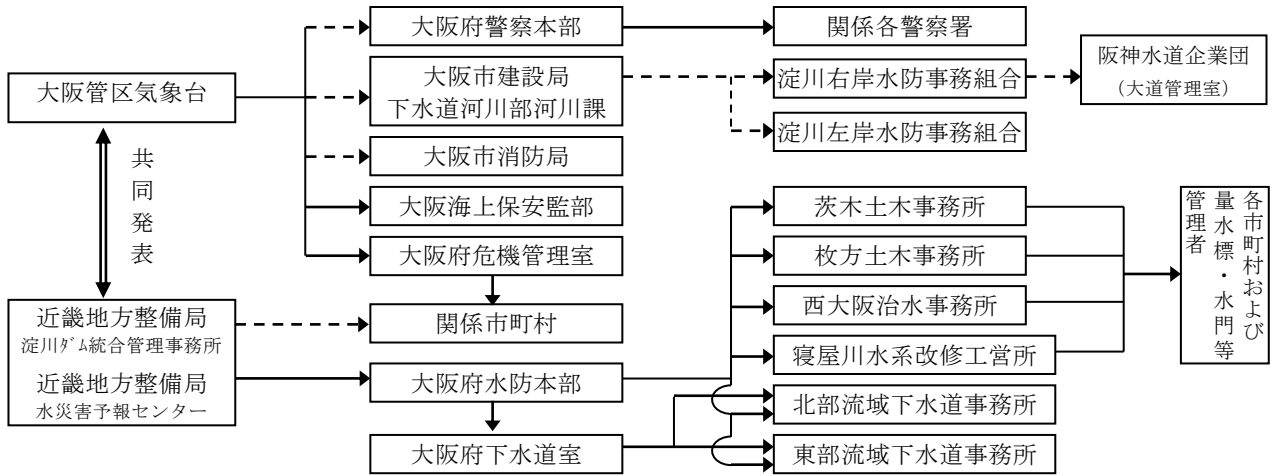 大阪管区気象台
共同発表
近畿地方整備局
淀川ﾀﾞﾑ統合管理事務所
近畿地方整備局
水災害予報センター
大阪府警察本部
大阪市建設局
下水道河川部河川課
大阪市消防局
大阪海上保安監部
大阪府危機管理室
関係市町村
大阪府水防本部
大阪府下水道室
関係各警察署
淀川右岸水防事務組合
淀川左岸水防事務組合
茨木土木事務所
枚方土木事務所
西大阪治水事務所
寝屋川水系改修工営所
北部流域下水道事務所
東部流域下水道事務所
阪神水道企業団
（大道管理室）
各市町村および
量水標・水門等
管理者